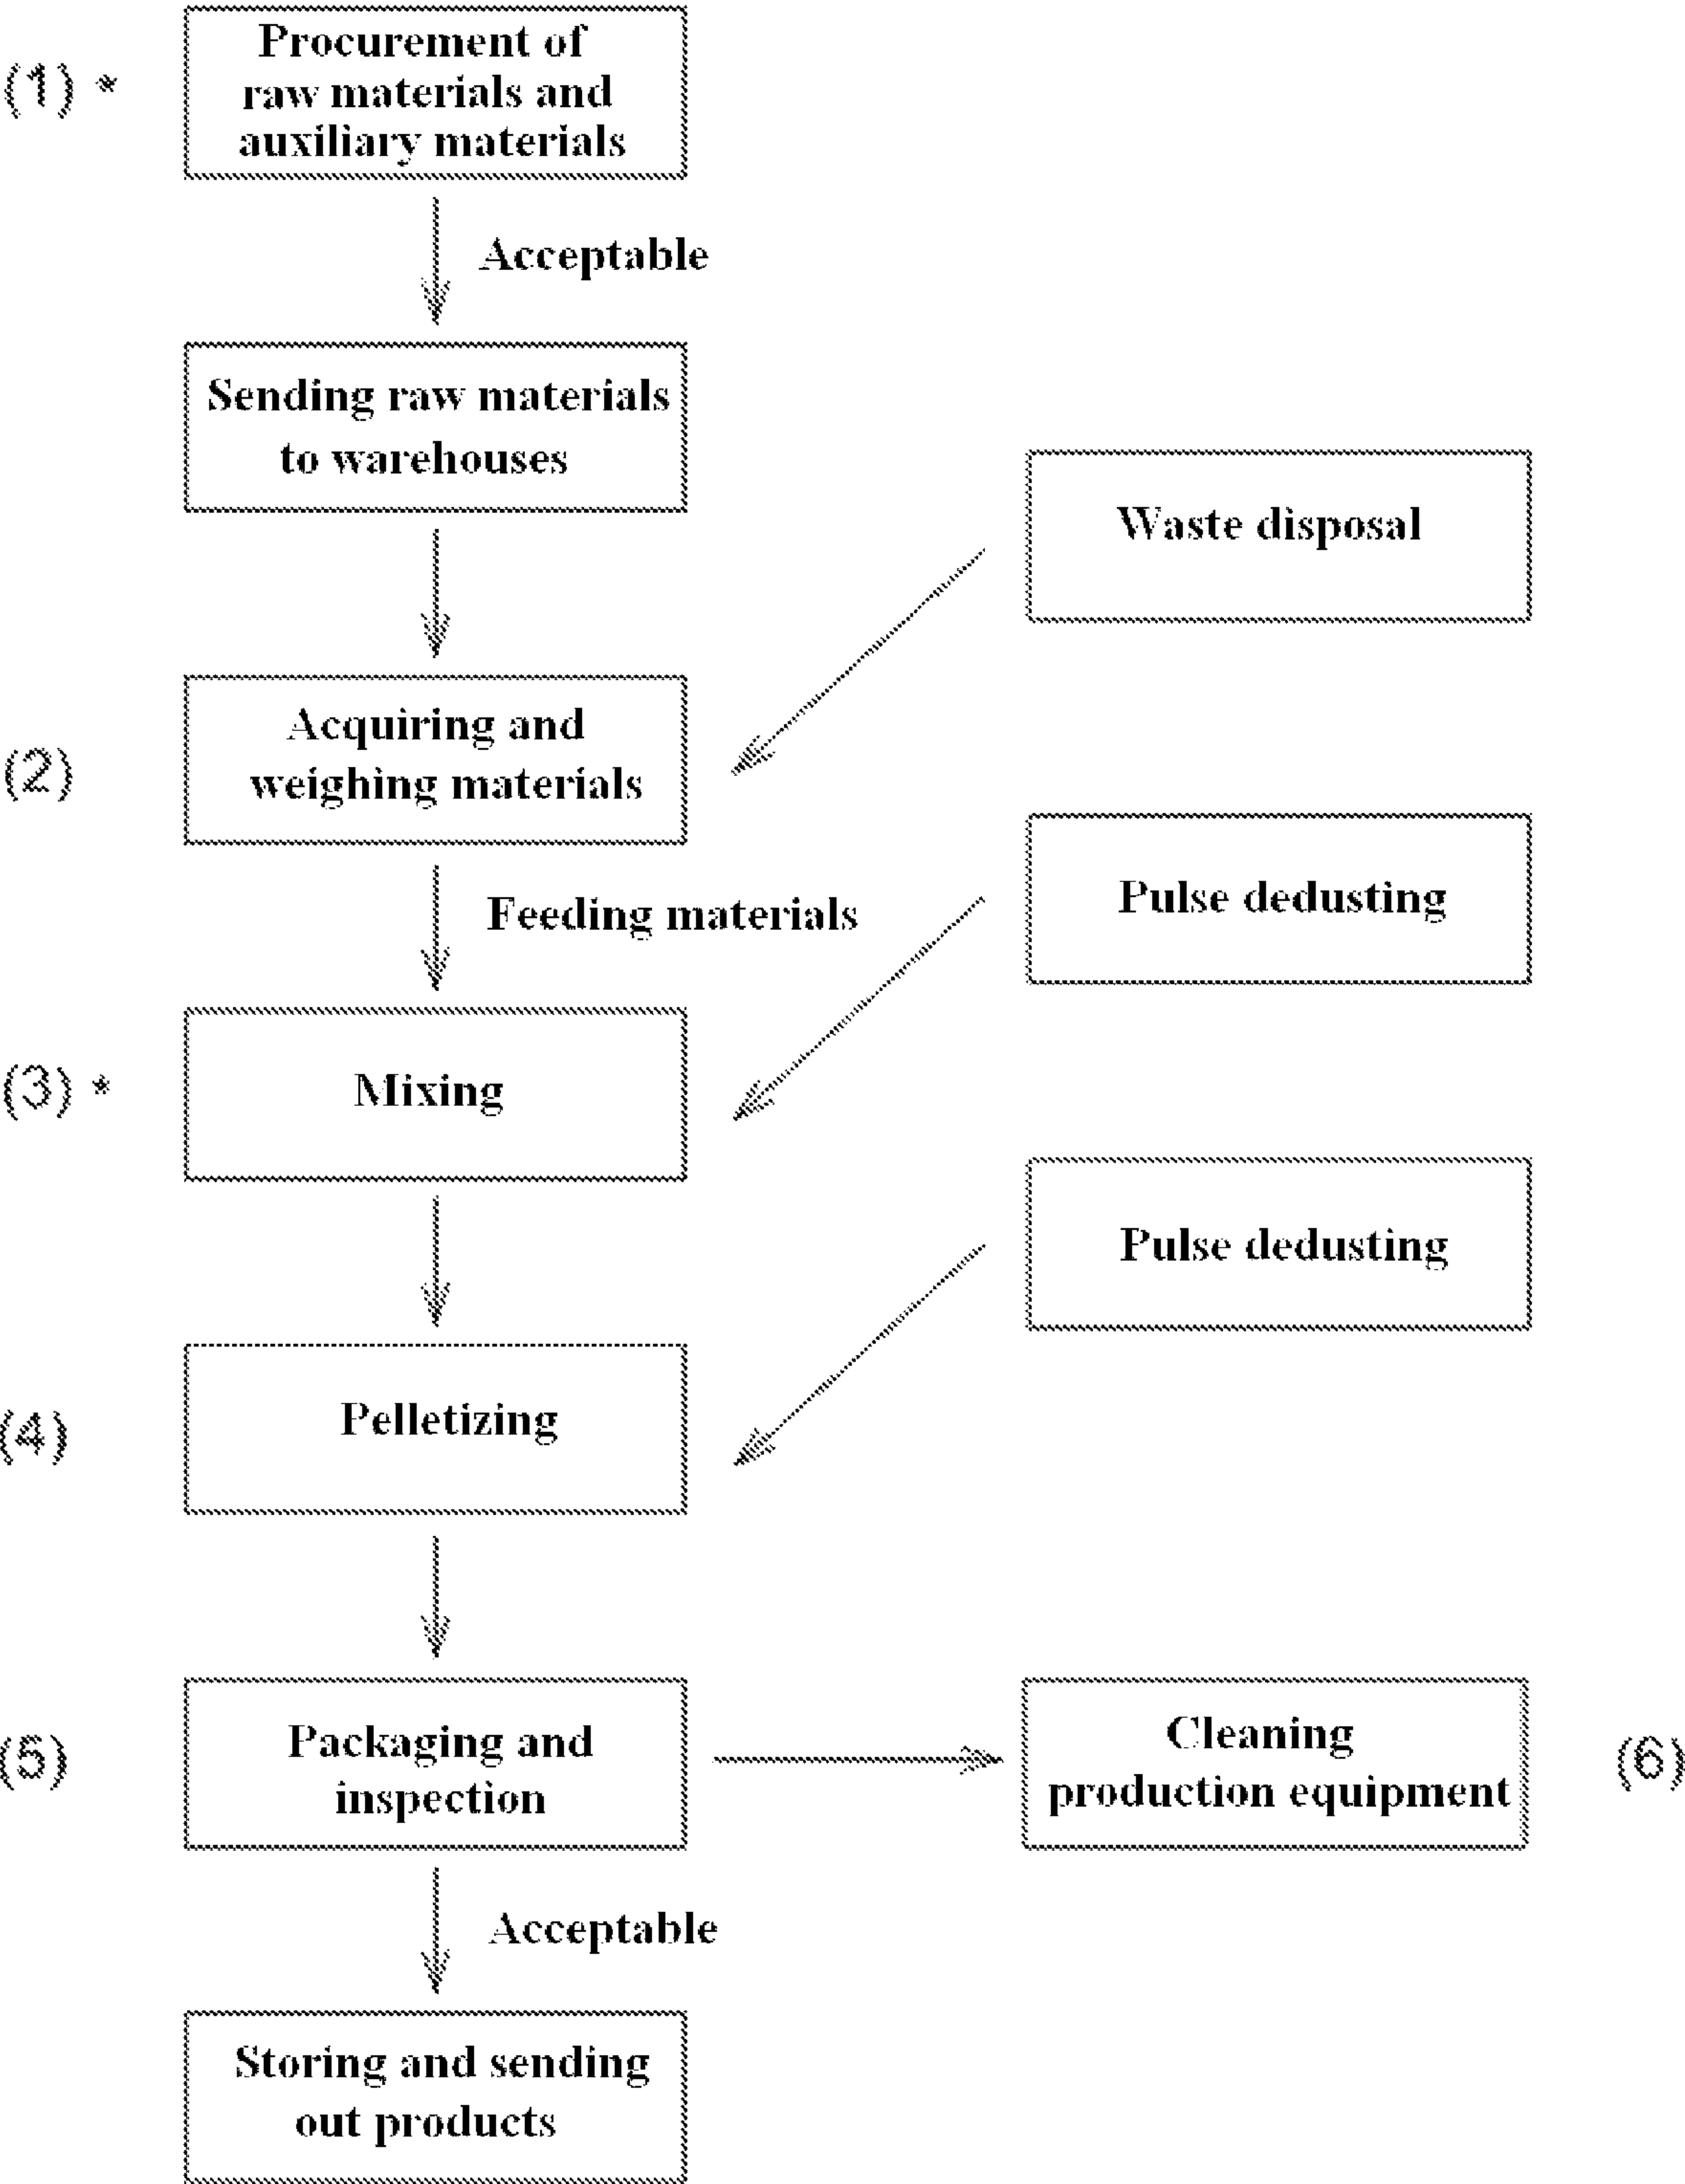 (1) *
Procurement of
raw materials and
auxiliary materials
Acceptable
Sending raw materials
to warehouses
Waste disposal
(2)
Acquiring and
weighing materials
Feeding materials
Pulse dedusting
(3) *
Mixing
Pulse dedusting
(4)
Pelletizing
(5)
Packaging and
inspection
Cleaning
production equipment
(6)
Acceptable
Storing and sending
out products